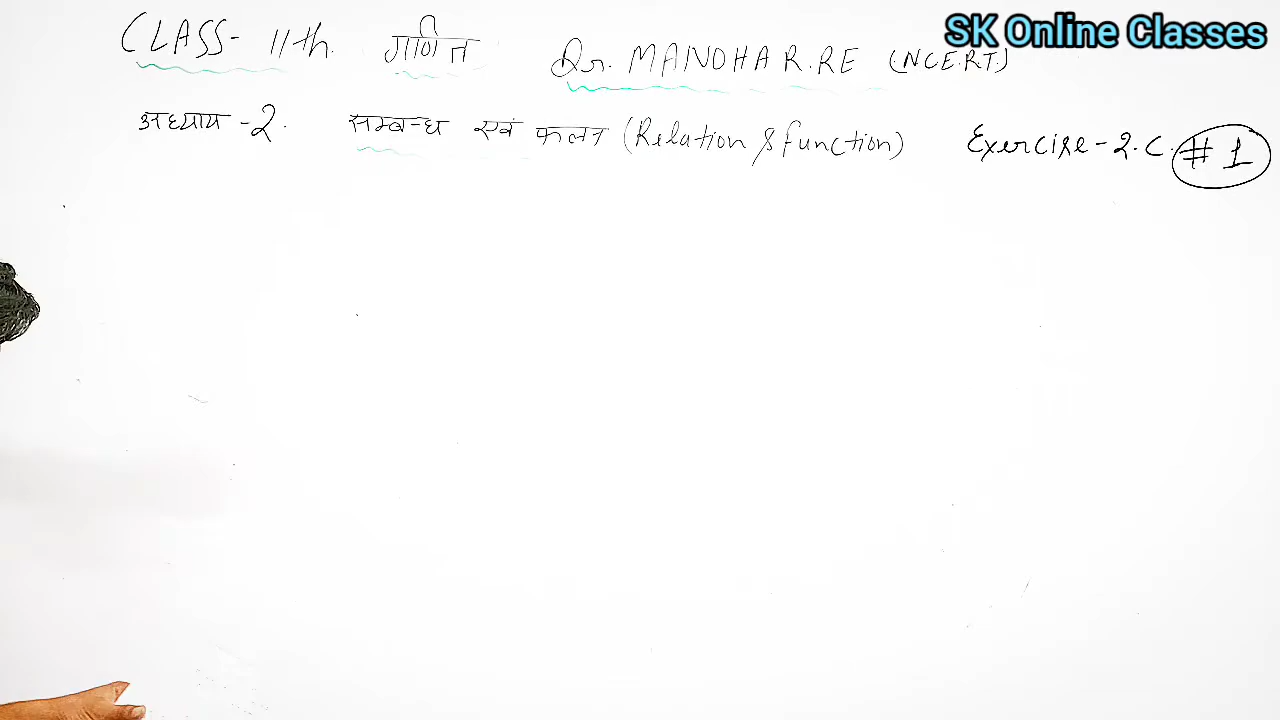 SK Online Classes
CLASS- 11th. गणित Dr. MANOHAR.RE (NCERT)
अध्याय -2. सम्बन्ध एवं फलन (Relation & function) Exercise-2.C. #1